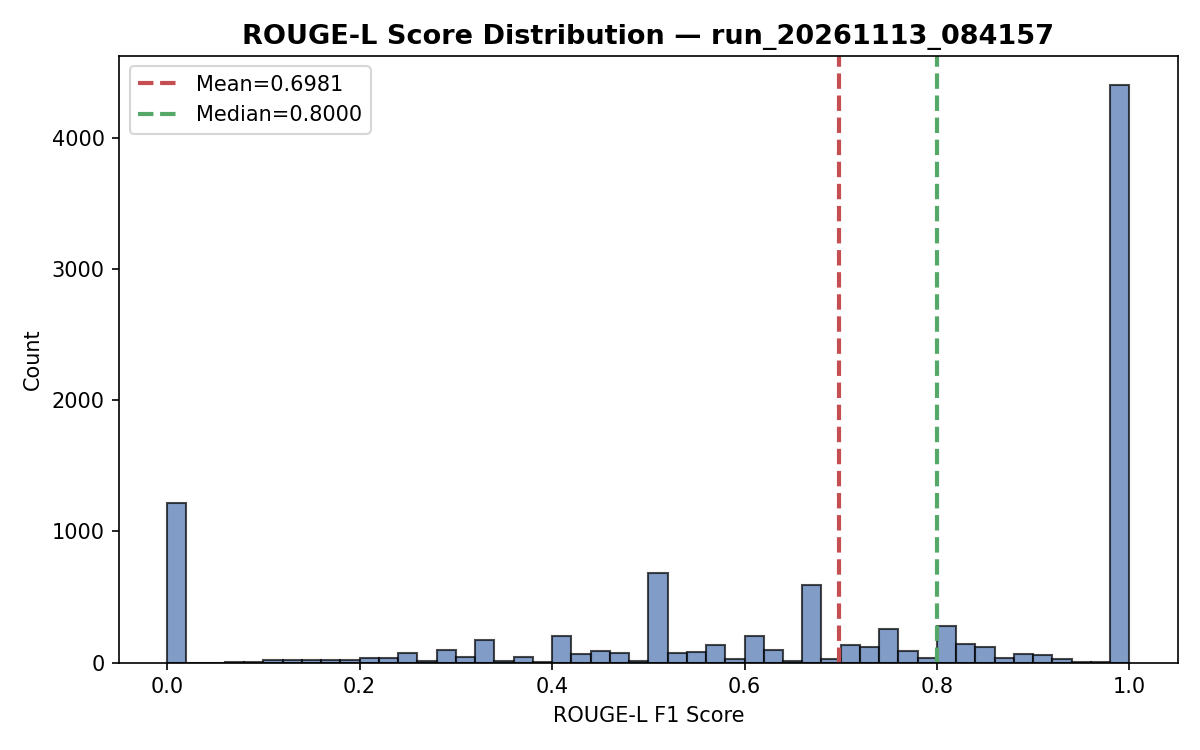 ROUGE-L Score Distribution — run_20261113_084157
Mean=0.6981
Median=0.8000
Count
4000
3000
2000
1000
0
0.0 0.2 0.4 0.6 0.8 1.0
ROUGE-L F1 Score